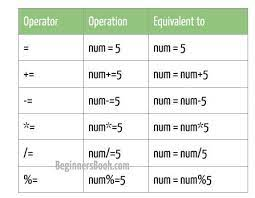 Operator Operation Equivalent to
= num = 5 num = 5
+= num+=5 num = num+5
-= num-=5 num = num-5
*= num*=5 num = num*5
/= num/=5 num = num/5
BeginnersBook.com
%= num%=5 num = num%5